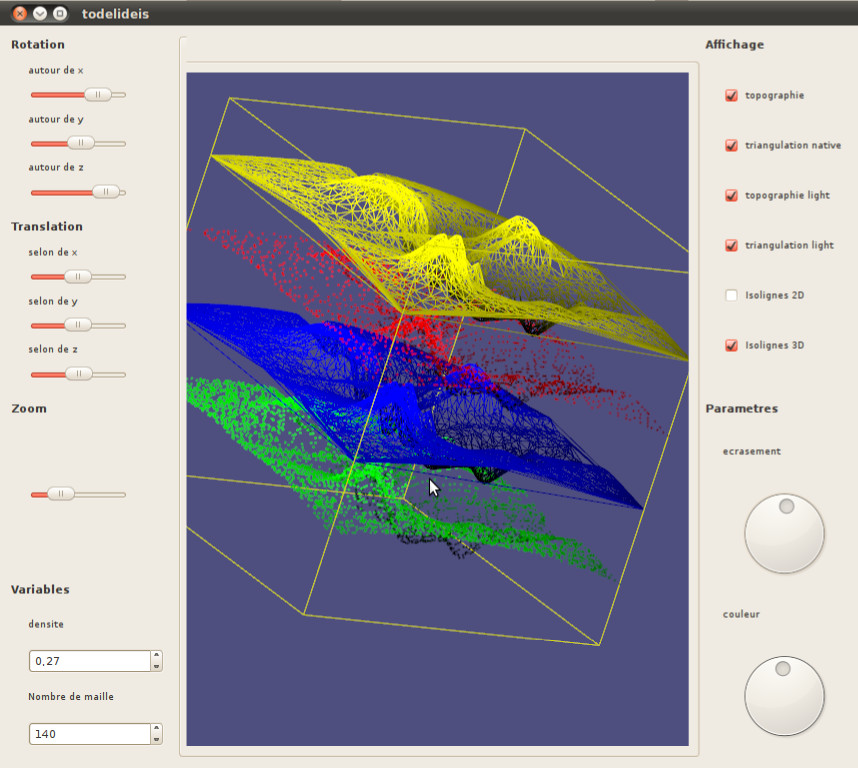 todelideis
Rotation
autour de x
autour de y
autour de z
Translation
selon de x
selon de y
selon de z
Zoom
Variables
densite
0,27
Nombre de maille
140
Affichage
topographie
triangulation native
topographie light
triangulation light
Isolignes 2D
Isolignes 3D
Parametres
ecrasement
couleur